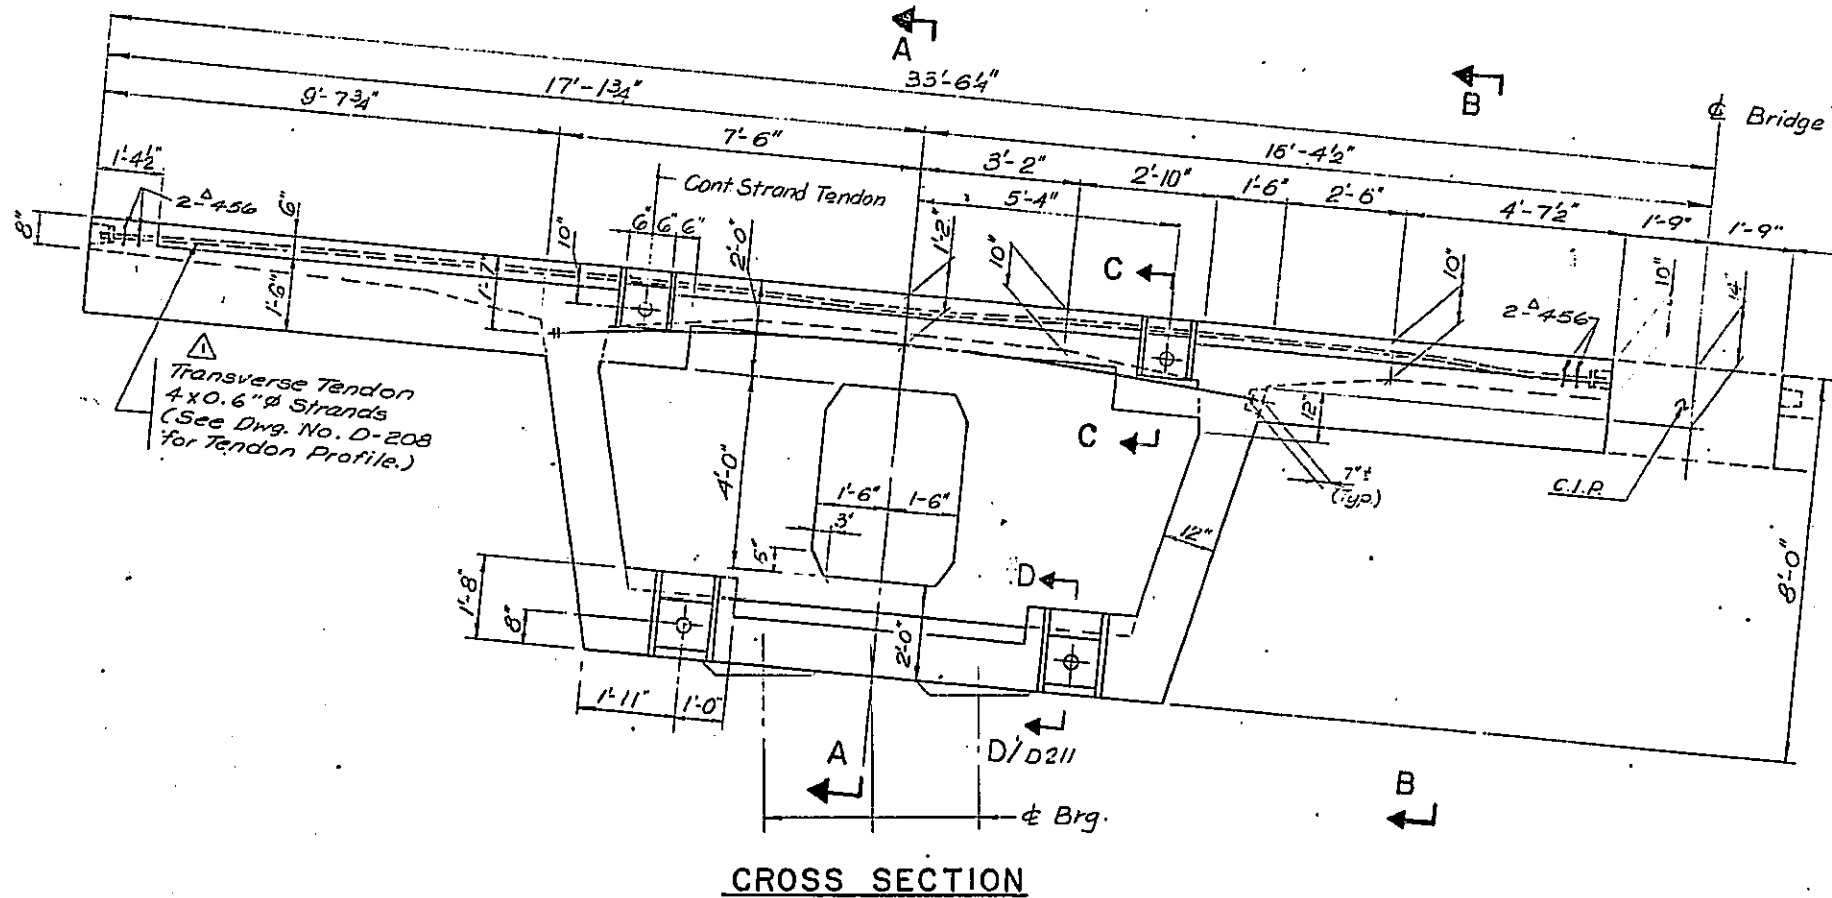 A
33'-6¼"
B
₵ Bridge
17'-1¾"
9'-7¾"
7'-6"
16'-4½"
3'-2"
2'-10"
1'-6"
2'-6"
4'-7½"
1'-9"
1'-9"
1'-4½"
5'-4"
Cont. Strand Tendon
2-△456
6"
8"
10"
6" 6" 6"
2'-0"
1'-2"
10"
C
10"
10"
14"
2-△456
1'-6"
1'-7"
1
Transverse Tendon
4 x 0.6"ø Strands
(See Dwg. No. D-208
for Tendon Profile.)
12"
C
7"±
(Typ.)
C.I.P.
4'-0"
1'-6"
1-6"
3"
12"
8'-0"
1'-8"
8"
D
2'-0"
1'-11"
1'-0"
A
D/D211
B
₵ Brg.
CROSS SECTION